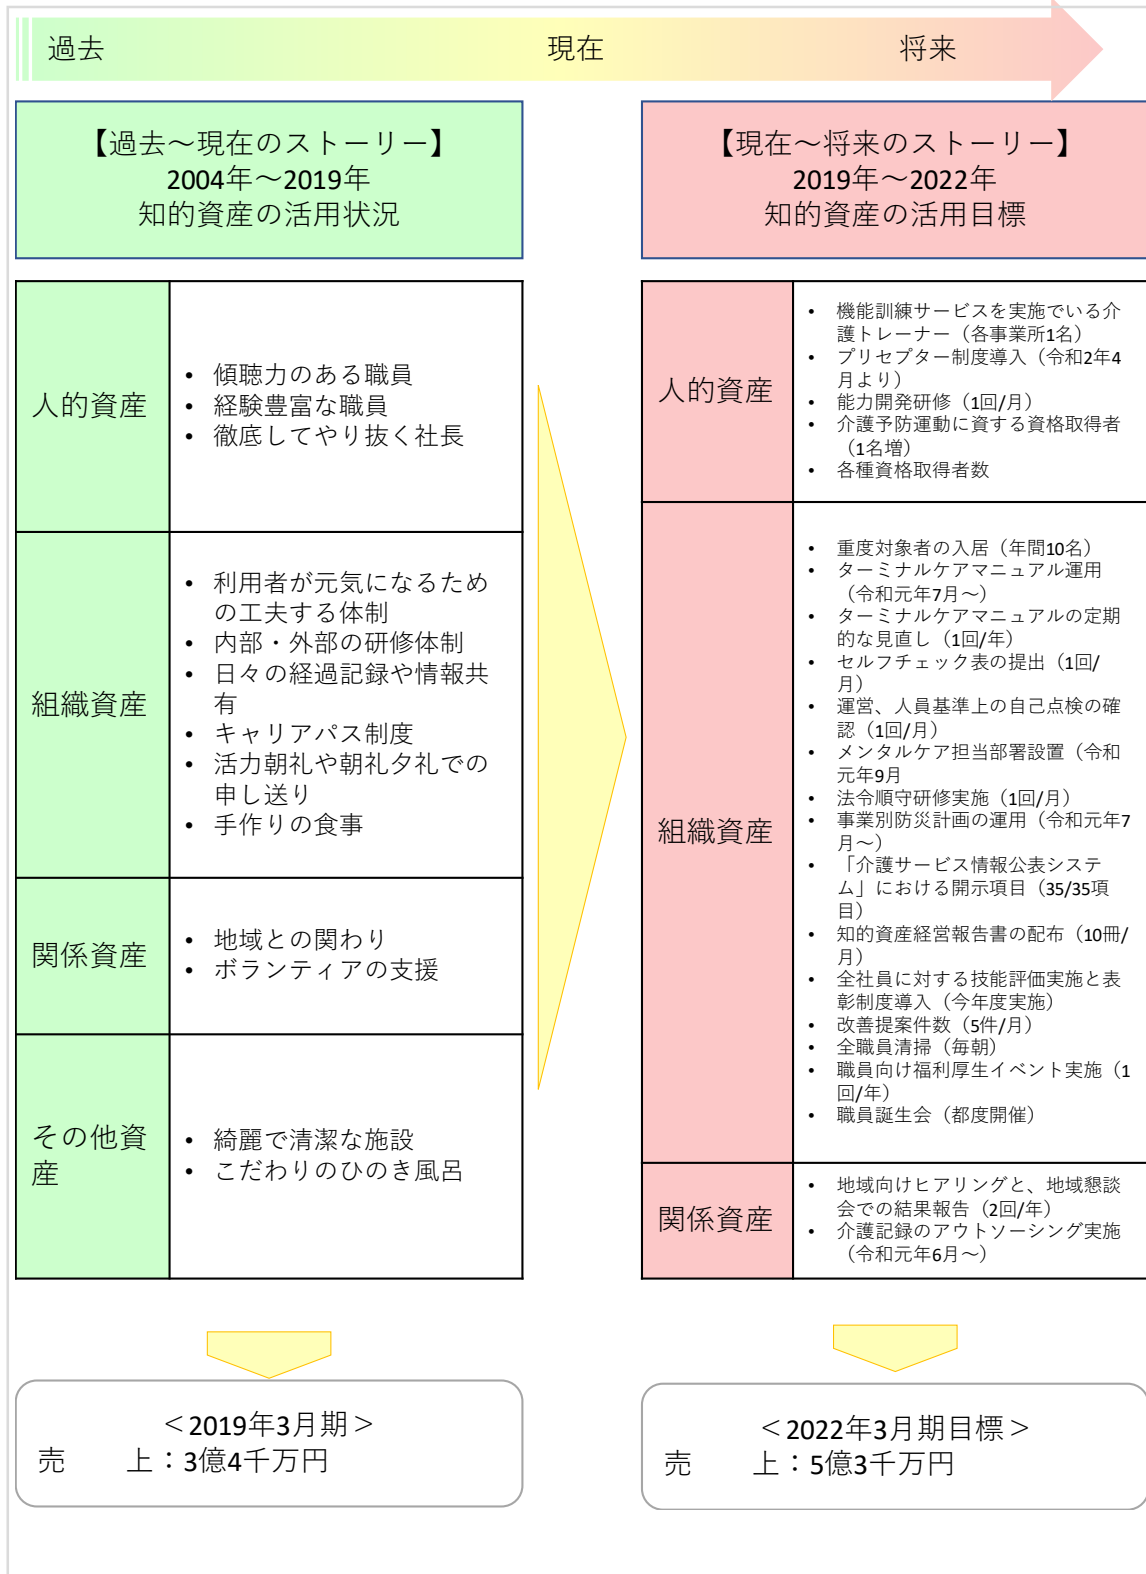 過去
現在
将来
【過去～現在のストーリー】
2004年～2019年
知的資産の活用状況
人的資産
• 傾聴力のある職員
• 経験豊富な職員
• 徹底してやり抜く社長
組織資産
• 利用者が元気になるため
の工夫する体制
• 内部・外部の研修体制
• 日々の経過記録や情報共
有
• キャリアパス制度
• 活力朝礼や朝礼夕礼での
申し送り
• 手作りの食事
関係資産
• 地域との関わり
• ボランティアの支援
その他資
産
• 綺麗で清潔な施設
• こだわりのひのき風呂
＜2019年3月期＞
売　　上：3億4千万円
【現在～将来のストーリー】
2019年～2022年
知的資産の活用目標
人的資産
• 機能訓練サービスを実施でいる介
護トレーナー（各事業所1名）
• プリセプター制度導入（令和2年4
月より）
• 能力開発研修（1回/月）
• 介護予防運動に資する資格取得者
（1名増）
• 各種資格取得者数
組織資産
• 重度対象者の入居（年間10名）
• ターミナルケアマニュアル運用
（令和元年7月～）
• ターミナルケアマニュアルの定期
的な見直し（1回/年）
• セルフチェック表の提出（1回/
月）
• 運営、人員基準上の自己点検の確
認（1回/月）
• メンタルケア担当部署設置（令和
元年9月
• 法令順守研修実施（1回/月）
• 事業別防災計画の運用（令和元年7
月～）
• 「介護サービス情報公表システ
ム」における開示項目（35/35項
目）
• 知的資産経営報告書の配布（10冊/
月）
• 全社員に対する技能評価実施と表
彰制度導入（今年度実施）
• 改善提案件数（5件/月）
• 全職員清掃（毎朝）
• 職員向け福利厚生イベント実施（1
回/年）
• 職員誕生会（都度開催）
関係資産
• 地域向けヒアリングと、地域懇談
会での結果報告（2回/年）
• 介護記録のアウトソーシング実施
（令和元年6月～）
＜2022年3月期目標＞
売　　上：5億3千万円